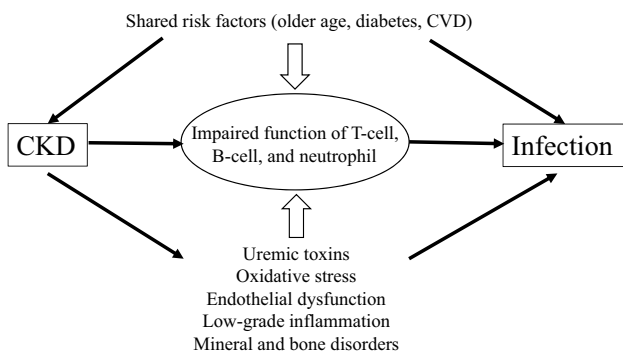 Shared risk factors (older age, diabetes, CVD)
CKD
Impaired function of T-cell,
B-cell, and neutrophil
Infection
Uremic toxins
Oxidative stress
Endothelial dysfunction
Low-grade inflammation
Mineral and bone disorders